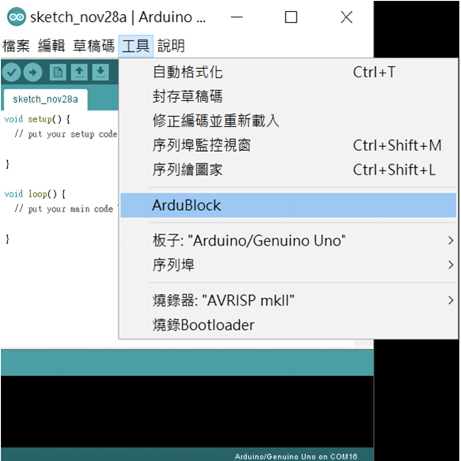 sketch_nov28a | Arduino ...
檔案 編輯 草稿碼 工具 說明
sketch_nov28a
void setup() {
// put your setup code
}
void loop() {
// put your main code
}
自動格式化 Ctrl+T
封存草稿碼
修正編碼並重新載入
序列埠監控視窗 Ctrl+Shift+M
序列繪圖家 Ctrl+Shift+L
ArduBlock
板子: "Arduino/Genuino Uno"
序列埠
燒錄器: "AVRISP mkII"
燒錄Bootloader
Arduino/Genuino Uno on COM16